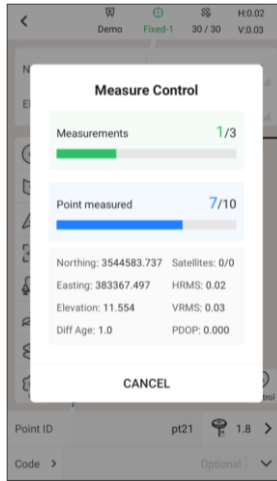 Demo Fixed-1 30 / 30 H:0.02
V:0.03
Measure Control
Measurements 1/3
Point measured 7/10
Northing: 3544583.737 Satellites: 0/0
Easting: 383367.497 HRMS: 0.02
Elevation: 11.554 VRMS: 0.03
Diff Age: 1.0 PDOP: 0.000
CANCEL
Point ID pt21 1.8
Code Optional